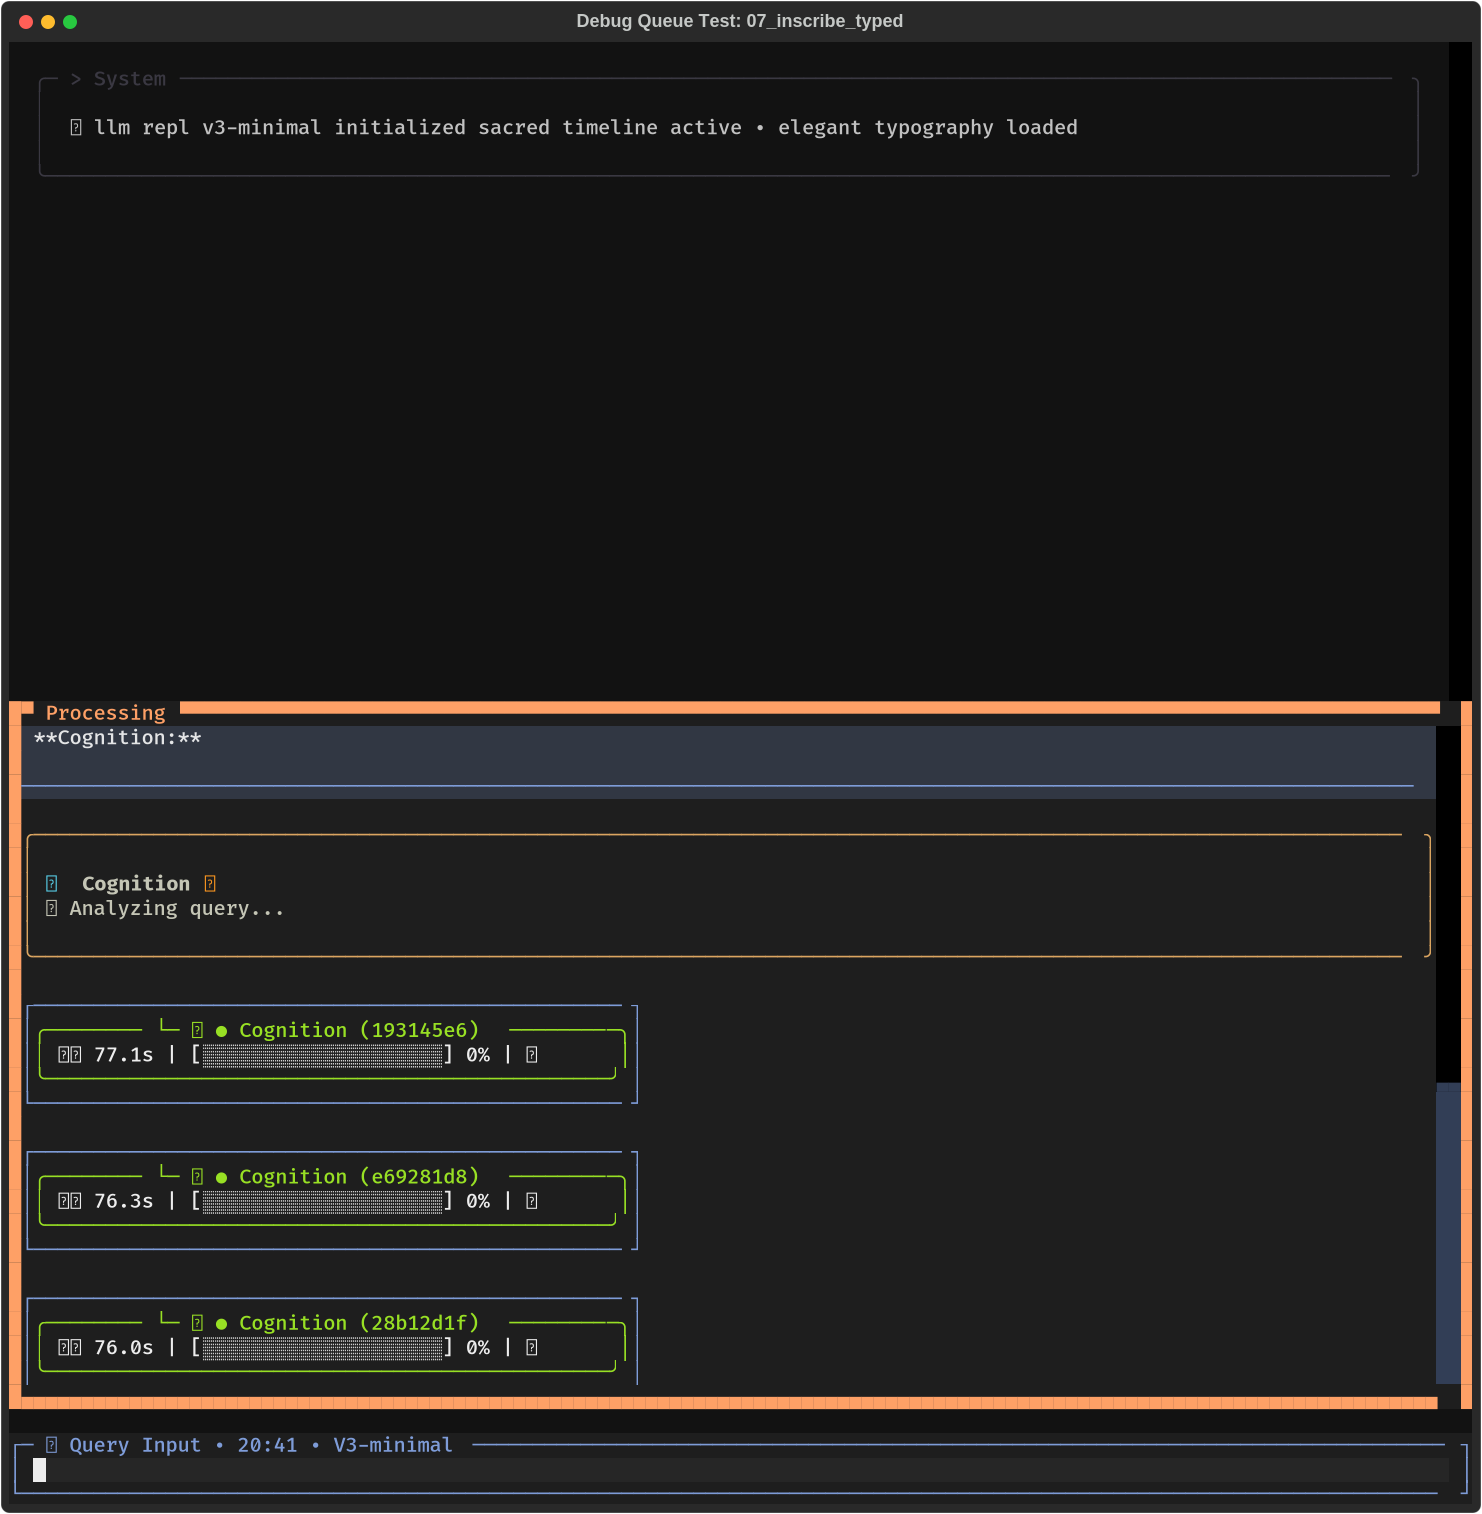 Debug Queue Test: 07_inscribe_typed
> System
llm repl v3-minimal initialized sacred timeline active • elegant typography loaded
Processing
**Cognition:**
Cognition
Analyzing query...
● Cognition (193145e6)
77.1s | [░░░░░░░░░░░░░░░░░░░░] 0% |
● Cognition (e69281d8)
76.3s | [░░░░░░░░░░░░░░░░░░░░] 0% |
● Cognition (28b12d1f)
76.0s | [░░░░░░░░░░░░░░░░░░░░] 0% |
Query Input • 20:41 • V3-minimal